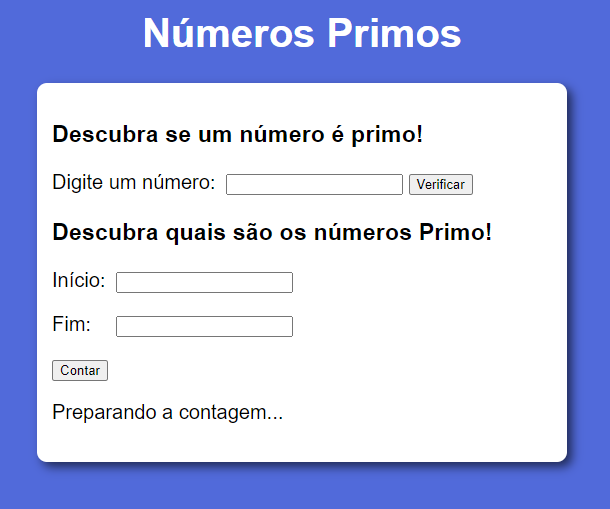 Números Primos
Descubra se um número é primo!
Digite um número: Verificar
Descubra quais são os números Primo!
Início:
Fim:
Contar
Preparando a contagem...